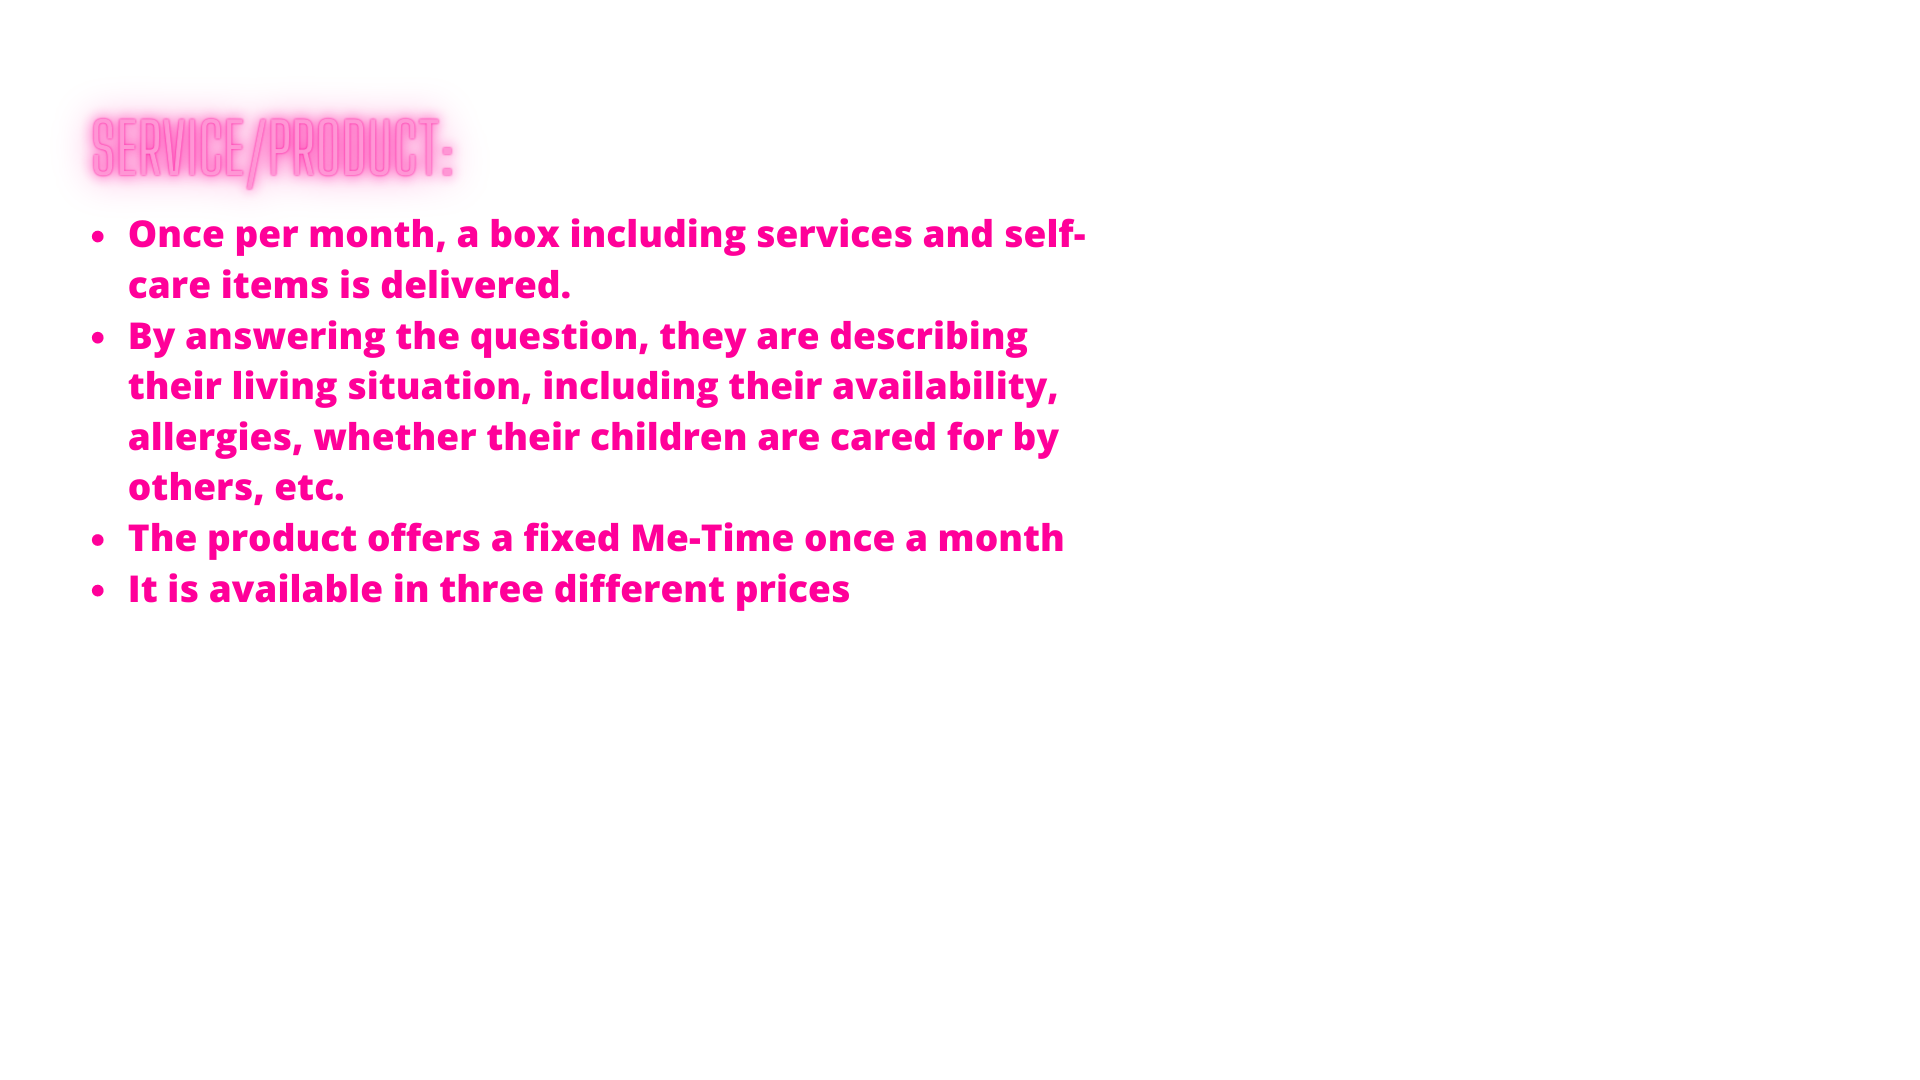 SERVICE/PRODUCT:
• Once per month, a box including services and self-
care items is delivered.
• By answering the question, they are describing
their living situation, including their availability,
allergies, whether their children are cared for by
others, etc.
• The product offers a fixed Me-Time once a month
• It is available in three different prices